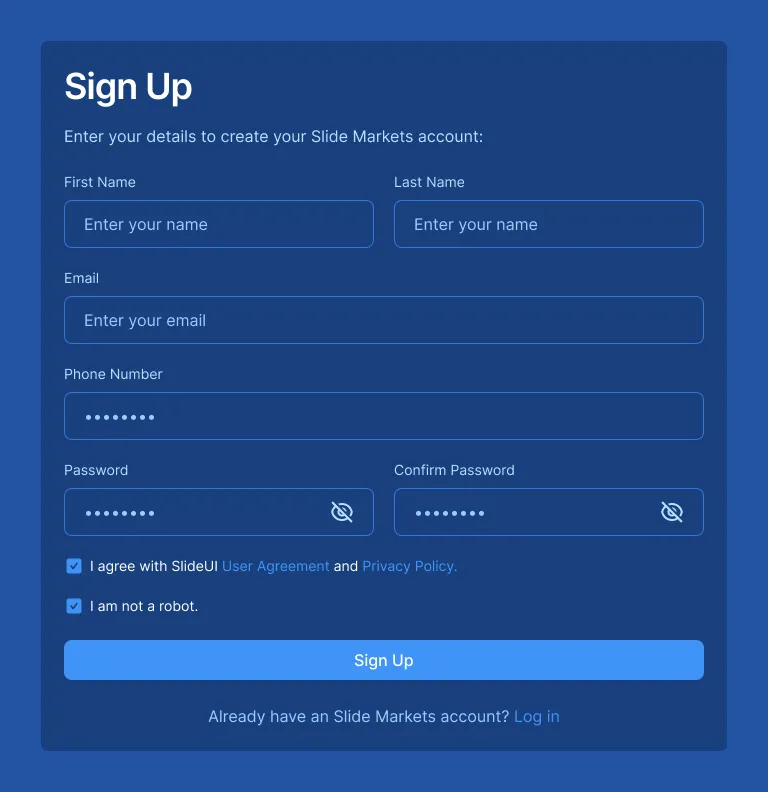 Sign Up
Enter your details to create your Slide Markets account:
First Name
Last Name
Enter your name
Enter your name
Email
Enter your email
Phone Number
••••••••
Password
Confirm Password
••••••••
••••••••
I agree with SlideUI User Agreement and Privacy Policy.
I am not a robot.
Sign Up
Already have an Slide Markets account? Log in